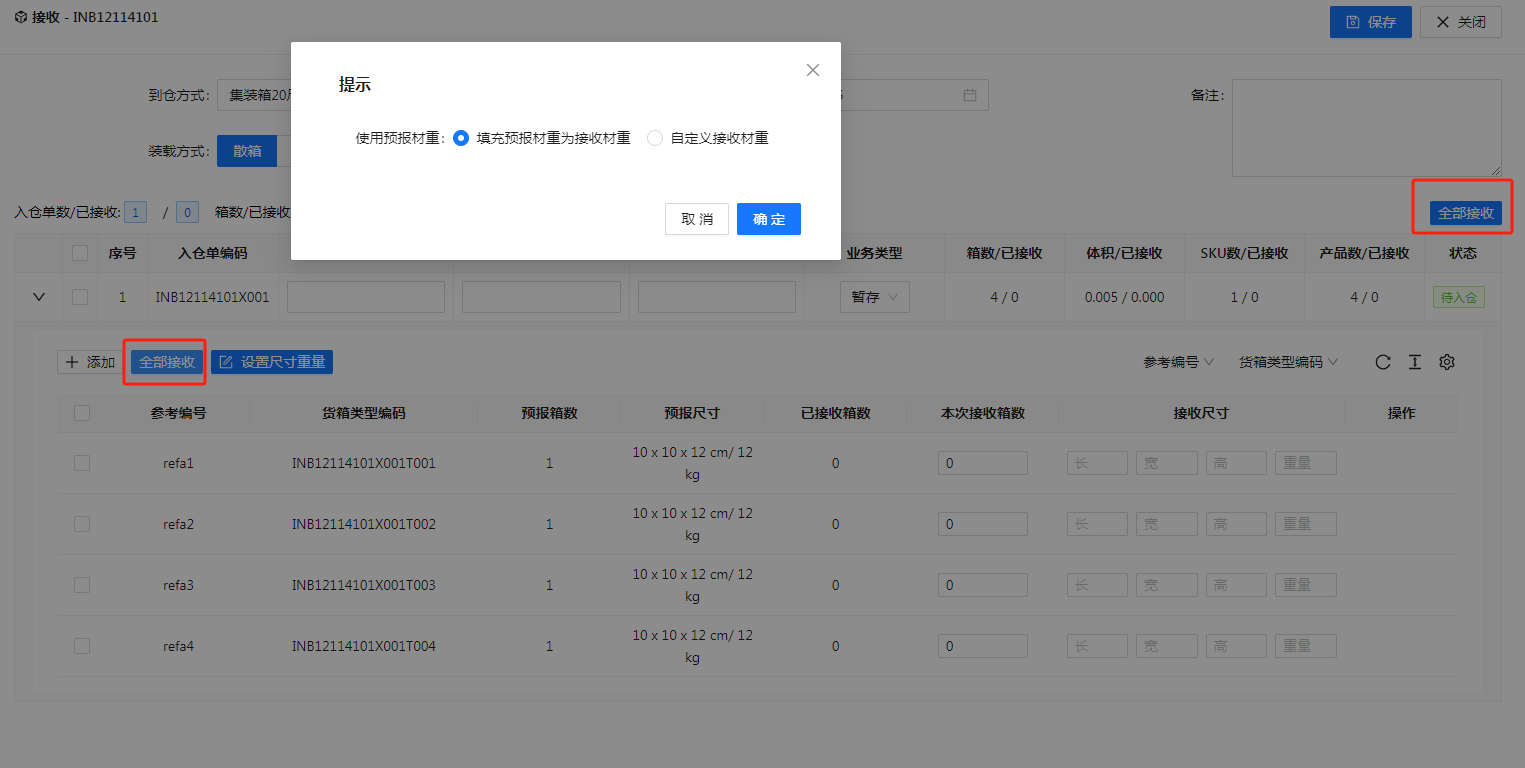 接收 - INB12114101
保存
关闭
提示
到仓方式:
备注:
使用预报材重:
填充预报材重为接收材重
自定义接收材重
装载方式:
散箱
取 消
确 定
入仓单数/已接收: 1 / 0 箱数/已接收
全部接收
序号 入仓单编码 业务类型 箱数/已接收 体积/已接收 SKU数/已接收 产品数/已接收 状态
1 INB12114101X001 暂存 4 / 0 0.005 / 0.000 1 / 0 4 / 0 待入仓
添加 全部接收 设置尺寸重量 参考编号 货箱类型编码
参考编号 货箱类型编码 预报箱数 预报尺寸 已接收箱数 本次接收箱数 接收尺寸 操作
refa1 INB12114101X001T001 1 10 x 10 x 12 cm/ 12 kg 0 0 长 宽 高 重量
refa2 INB12114101X001T002 1 10 x 10 x 12 cm/ 12 kg 0 0 长 宽 高 重量
refa3 INB12114101X001T003 1 10 x 10 x 12 cm/ 12 kg 0 0 长 宽 高 重量
refa4 INB12114101X001T004 1 10 x 10 x 12 cm/ 12 kg 0 0 长 宽 高 重量